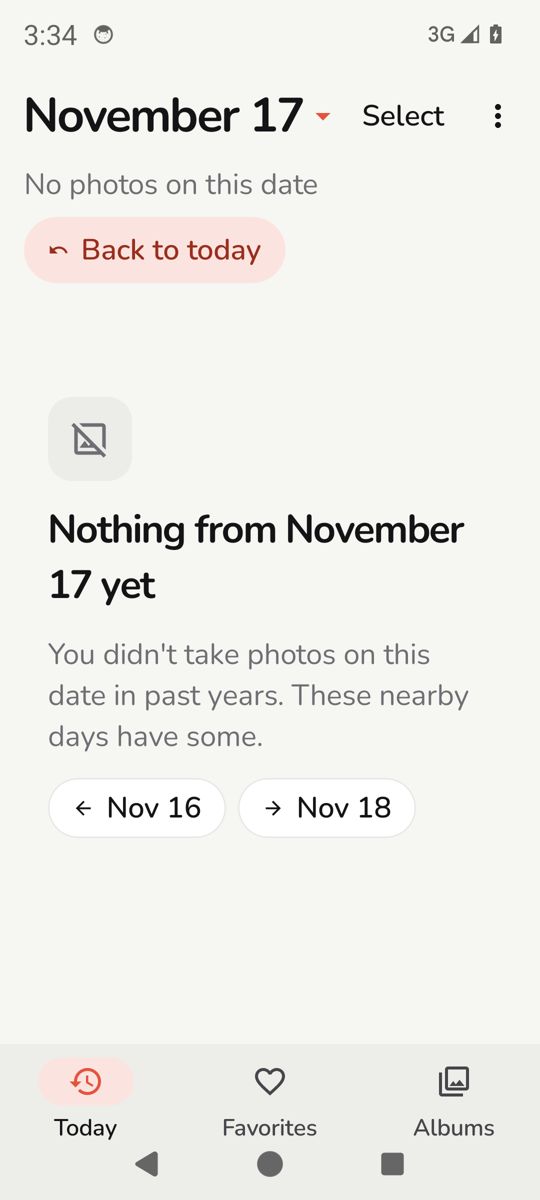 3:34
3G
November 17
Select
No photos on this date
Back to today
Nothing from November
17 yet
You didn't take photos on this
date in past years. These nearby
days have some.
Nov 16
Nov 18
Today
Favorites
Albums